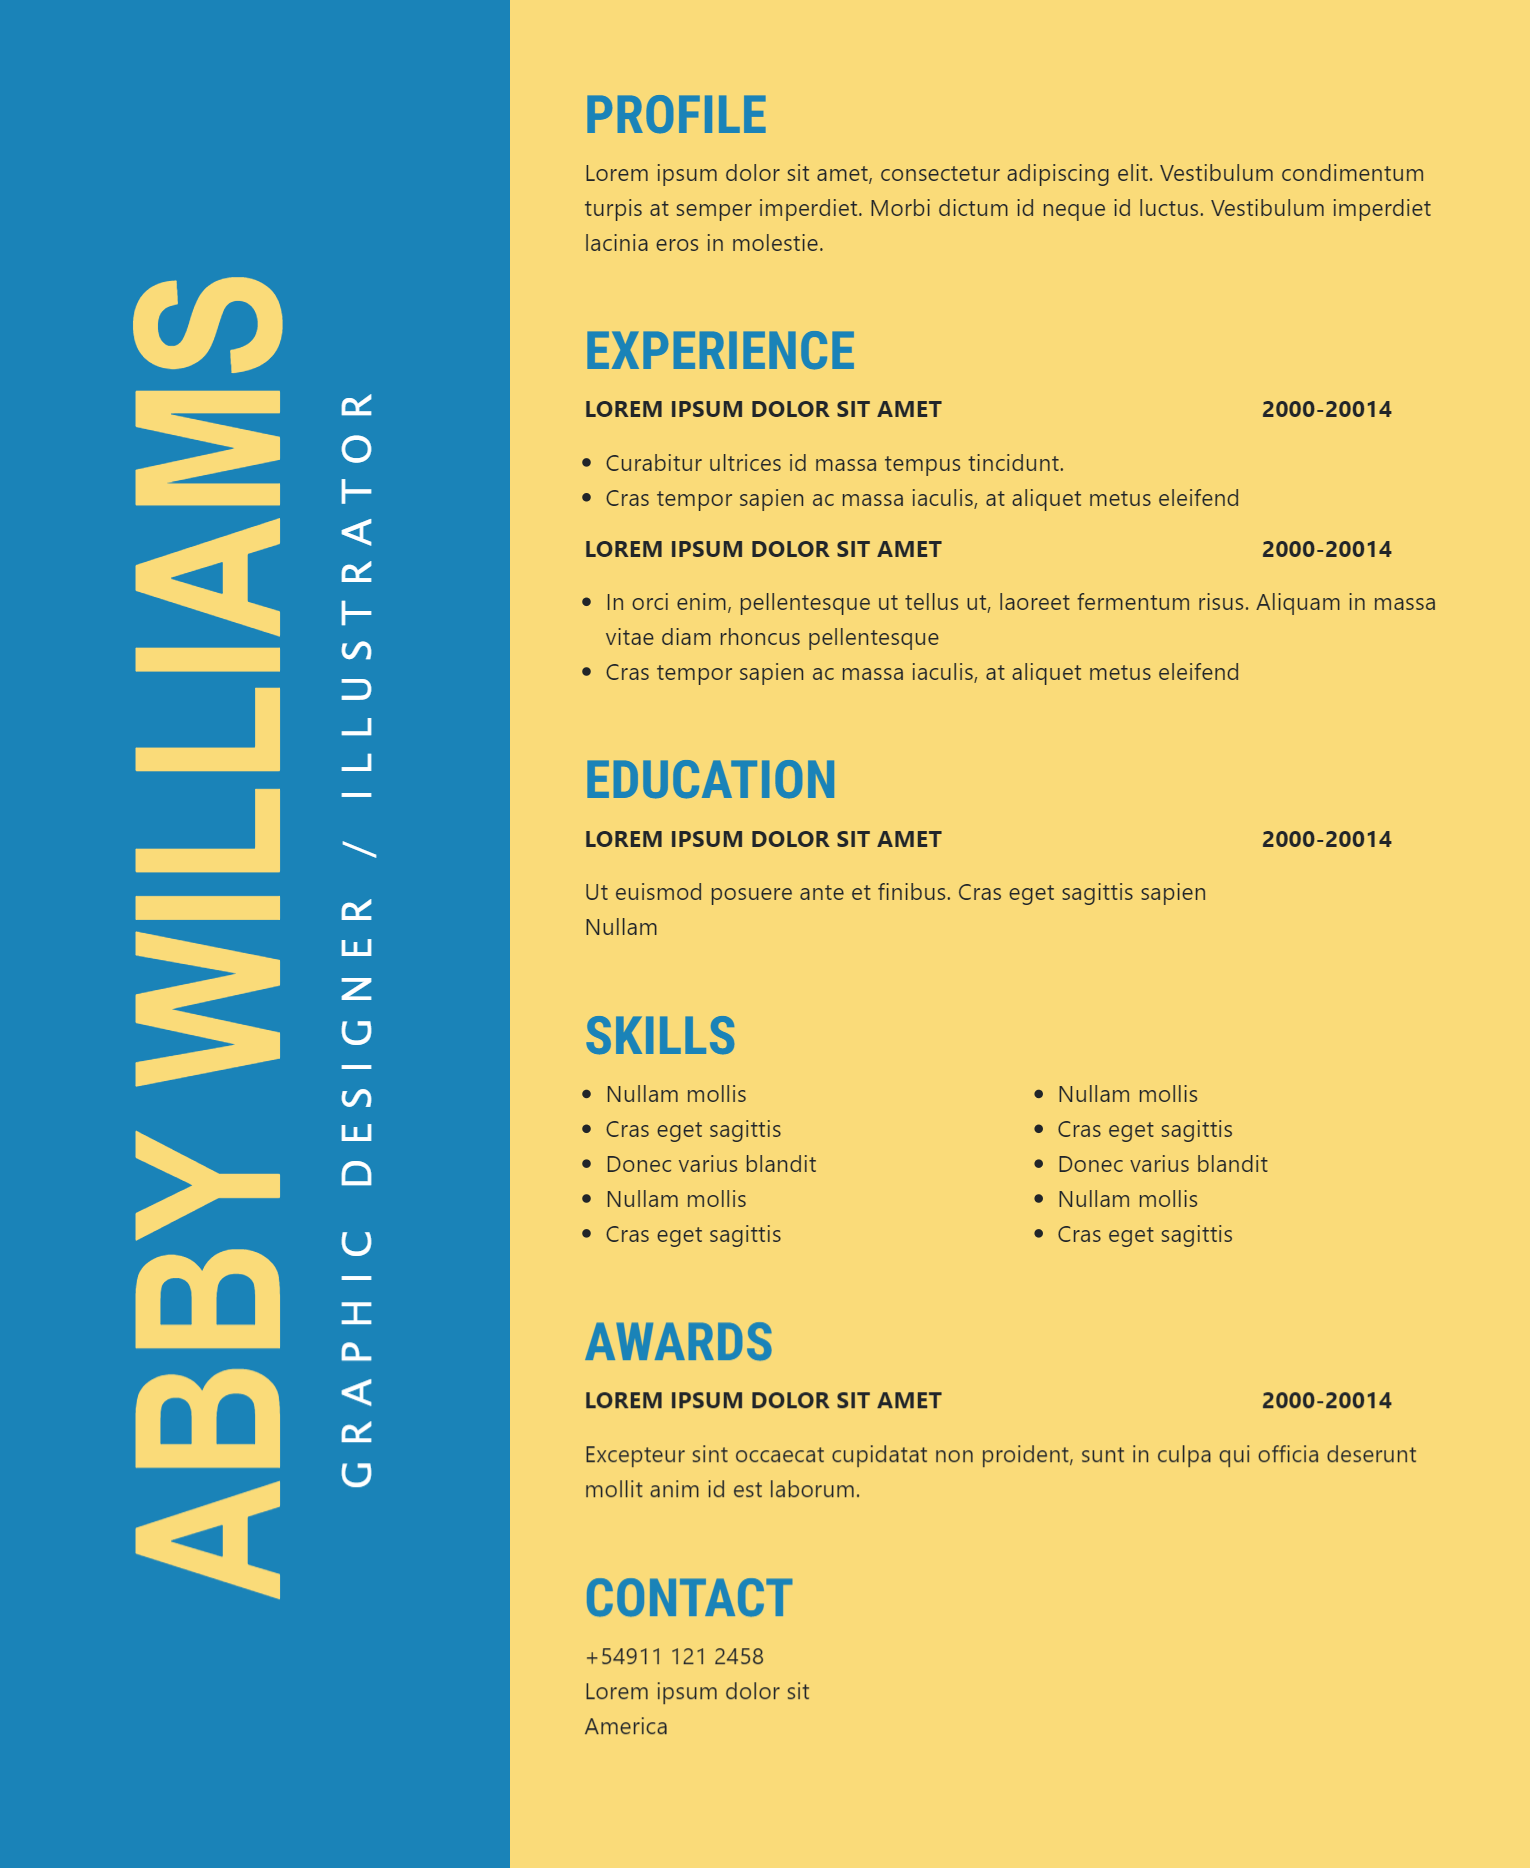 ABBY WILLIAMS
GRAPHIC DESIGNER / ILLUSTRATOR
PROFILE
Lorem ipsum dolor sit amet, consectetur adipiscing elit. Vestibulum condimentum
turpis at semper imperdiet. Morbi dictum id neque id luctus. Vestibulum imperdiet
lacinia eros in molestie.
EXPERIENCE
LOREM IPSUM DOLOR SIT AMET 2000-20014
• Curabitur ultrices id massa tempus tincidunt.
• Cras tempor sapien ac massa iaculis, at aliquet metus eleifend
LOREM IPSUM DOLOR SIT AMET 2000-20014
• In orci enim, pellentesque ut tellus ut, laoreet fermentum risus. Aliquam in massa
vitae diam rhoncus pellentesque
• Cras tempor sapien ac massa iaculis, at aliquet metus eleifend
EDUCATION
LOREM IPSUM DOLOR SIT AMET 2000-20014
Ut euismod posuere ante et finibus. Cras eget sagittis sapien
Nullam
SKILLS
• Nullam mollis
• Cras eget sagittis
• Donec varius blandit
• Nullam mollis
• Cras eget sagittis
• Nullam mollis
• Cras eget sagittis
• Donec varius blandit
• Nullam mollis
• Cras eget sagittis
AWARDS
LOREM IPSUM DOLOR SIT AMET 2000-20014
Excepteur sint occaecat cupidatat non proident, sunt in culpa qui officia deserunt
mollit anim id est laborum.
CONTACT
+54911 121 2458
Lorem ipsum dolor sit
America